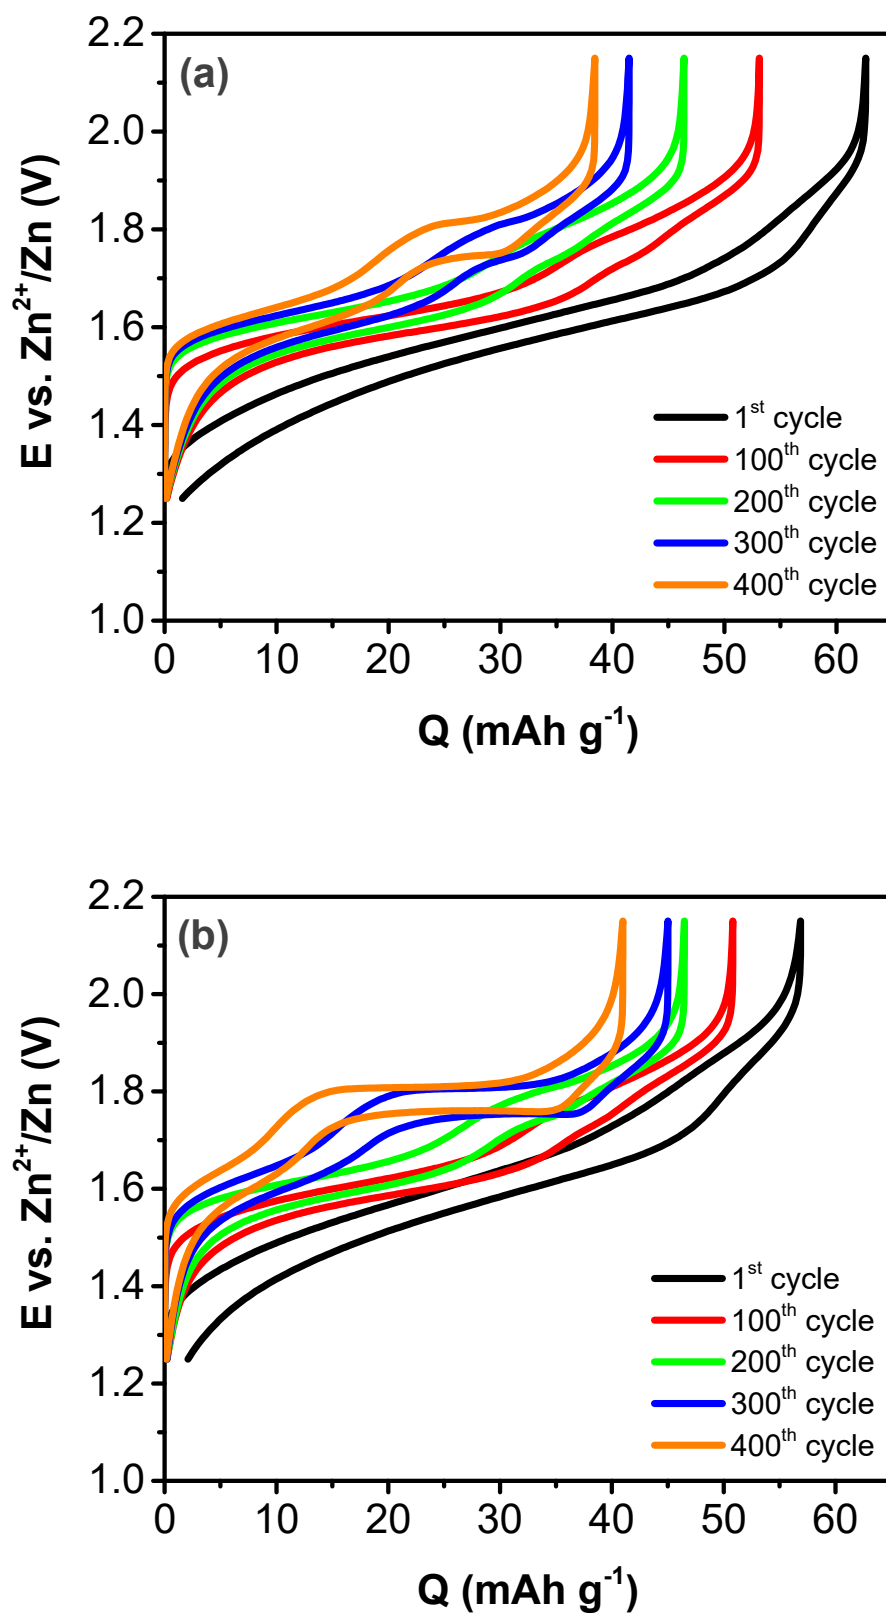 (a)
2.2
2.0
1.8
1.6
1.4
1.2
1.0
E vs. Zn²⁺/Zn (V)
1ˢᵗ cycle
100ᵗʰ cycle
200ᵗʰ cycle
300ᵗʰ cycle
400ᵗʰ cycle
0 10 20 30 40 50 60
Q (mAh g⁻¹)
(b)
2.2
2.0
1.8
1.6
1.4
1.2
1.0
E vs. Zn²⁺/Zn (V)
1ˢᵗ cycle
100ᵗʰ cycle
200ᵗʰ cycle
300ᵗʰ cycle
400ᵗʰ cycle
0 10 20 30 40 50 60
Q (mAh g⁻¹)